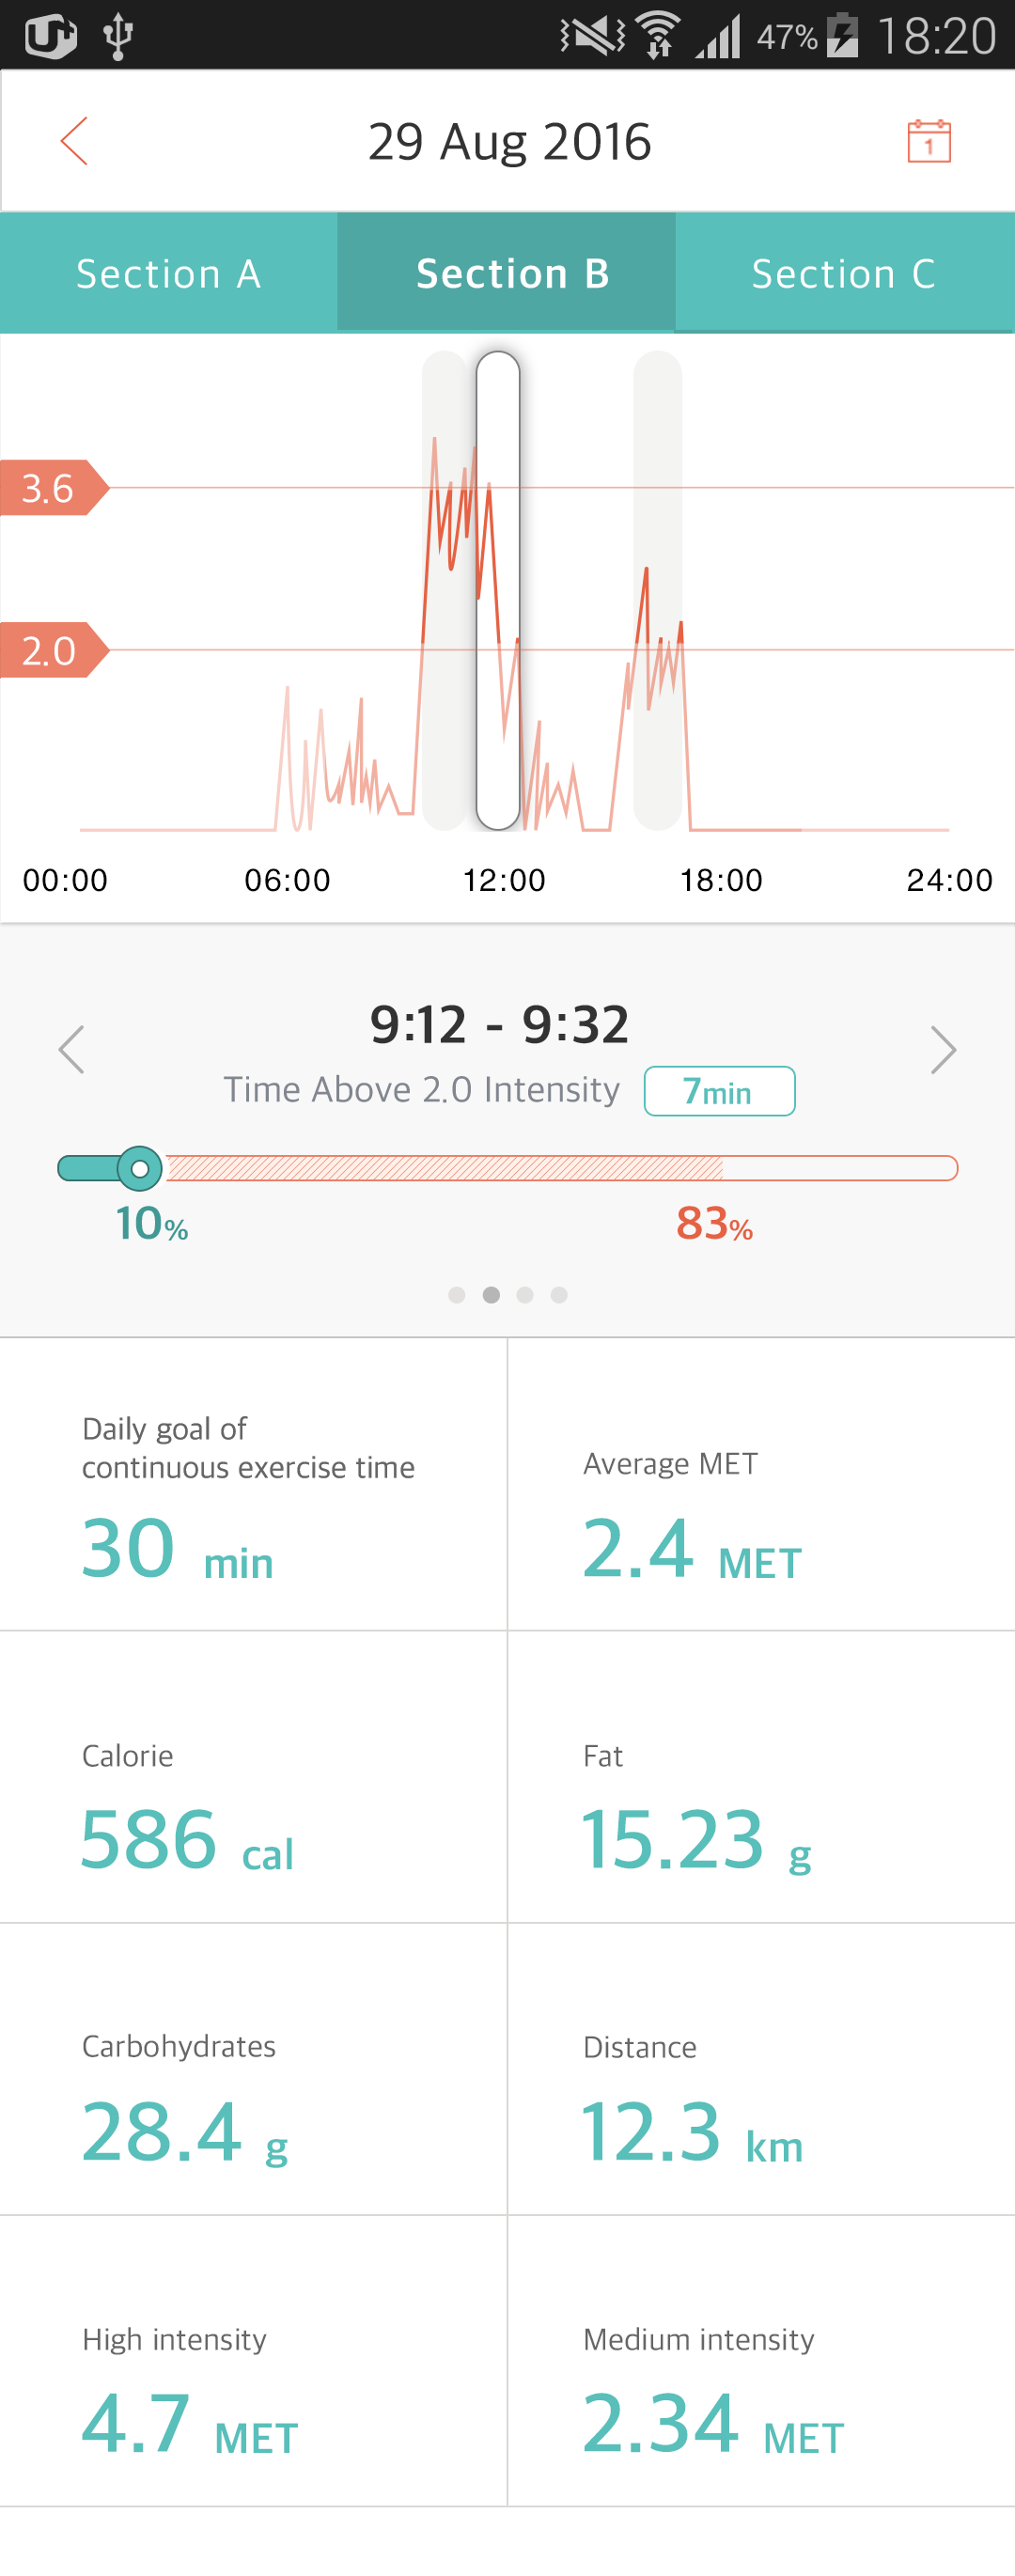 U+ 47% 18:20
29 Aug 2016
1
Section A Section B Section C
3.6
2.0
00:00 06:00 12:00 18:00 24:00
9:12 - 9:32
Time Above 2.0 Intensity 7min
10% 83%
Daily goal of
continuous exercise time
30 min
Average MET
2.4 MET
Calorie
586 cal
Fat
15.23 g
Carbohydrates
28.4 g
Distance
12.3 km
High intensity
4.7 MET
Medium intensity
2.34 MET